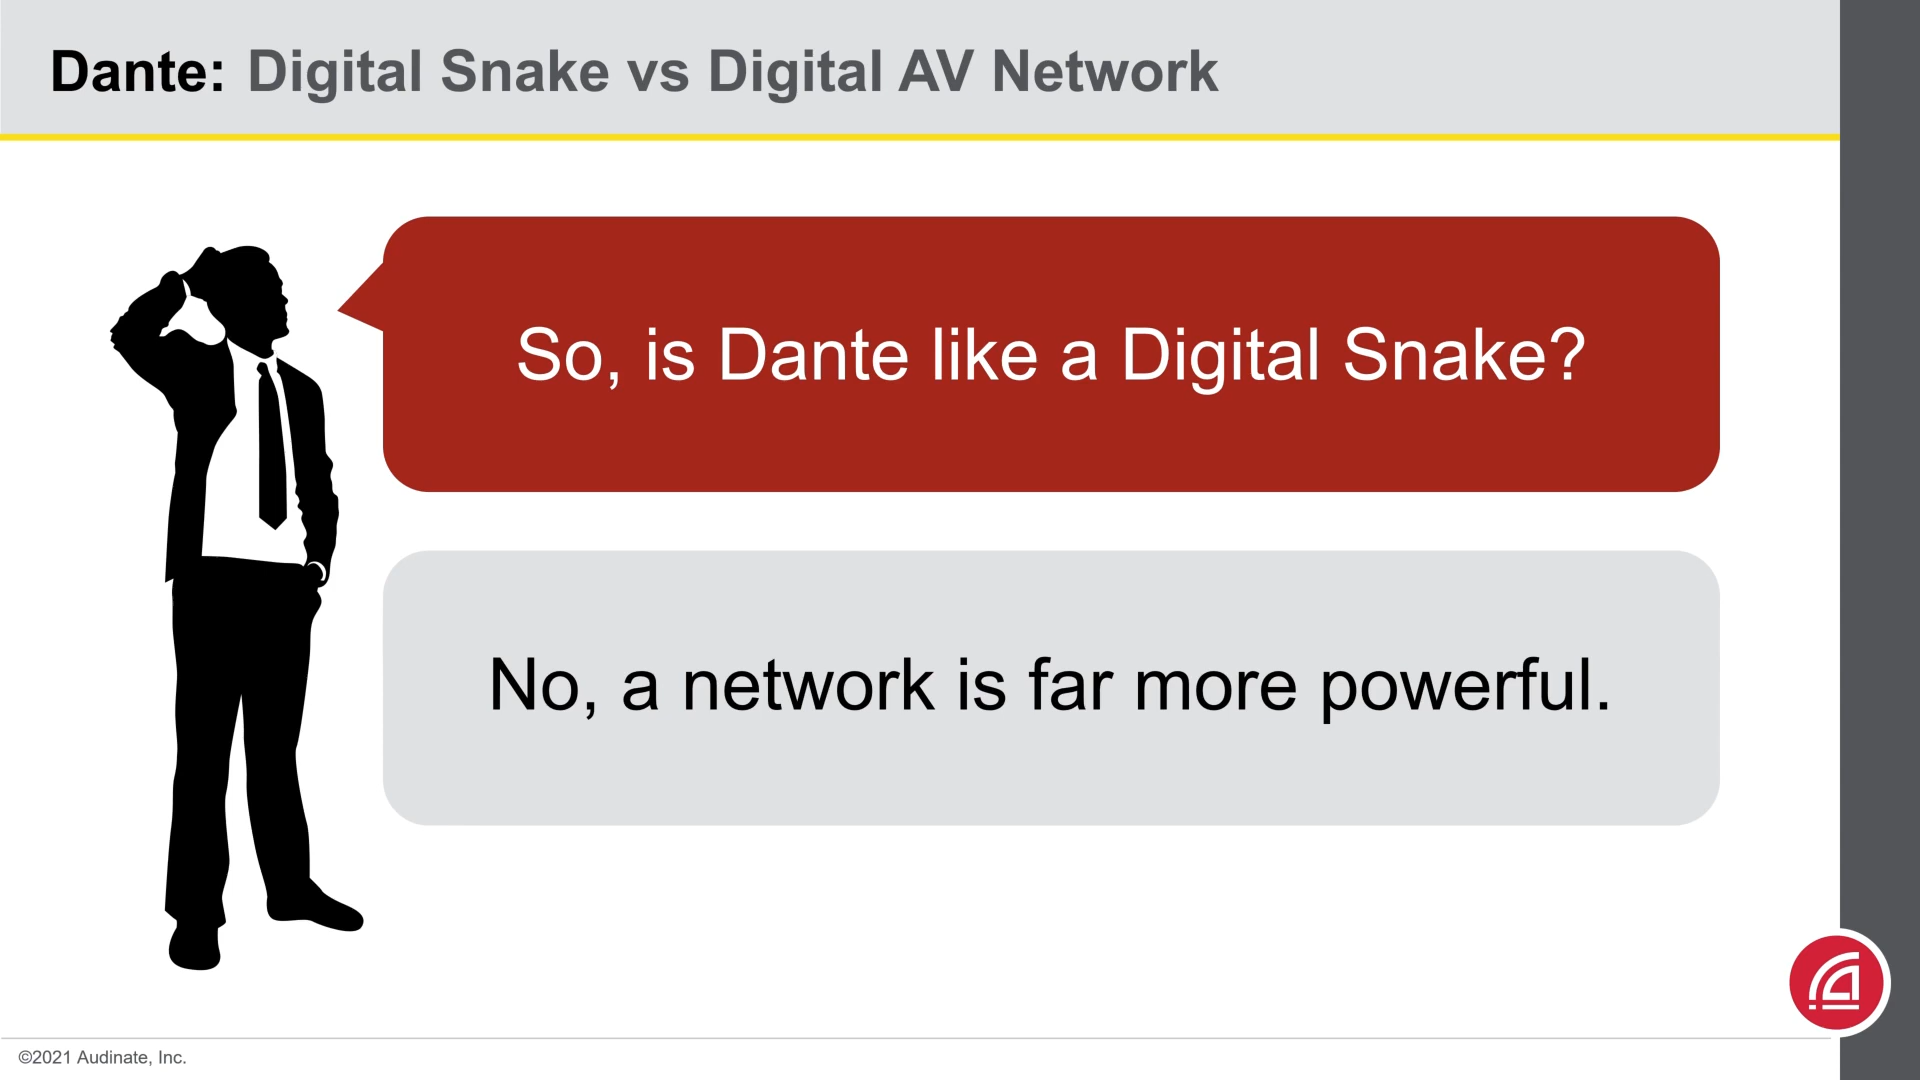 Dante: Digital Snake vs Digital AV Network
So, is Dante like a Digital Snake?
No, a network is far more powerful.
©2021 Audinate, Inc.